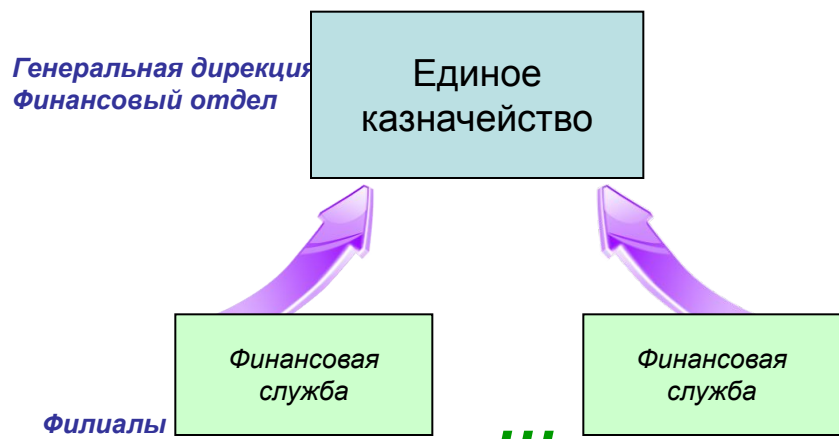 Генеральная дирекция
Финансовый отдел
Единое
казначейство
Финансовая
служба
Финансовая
служба
Филиалы
...